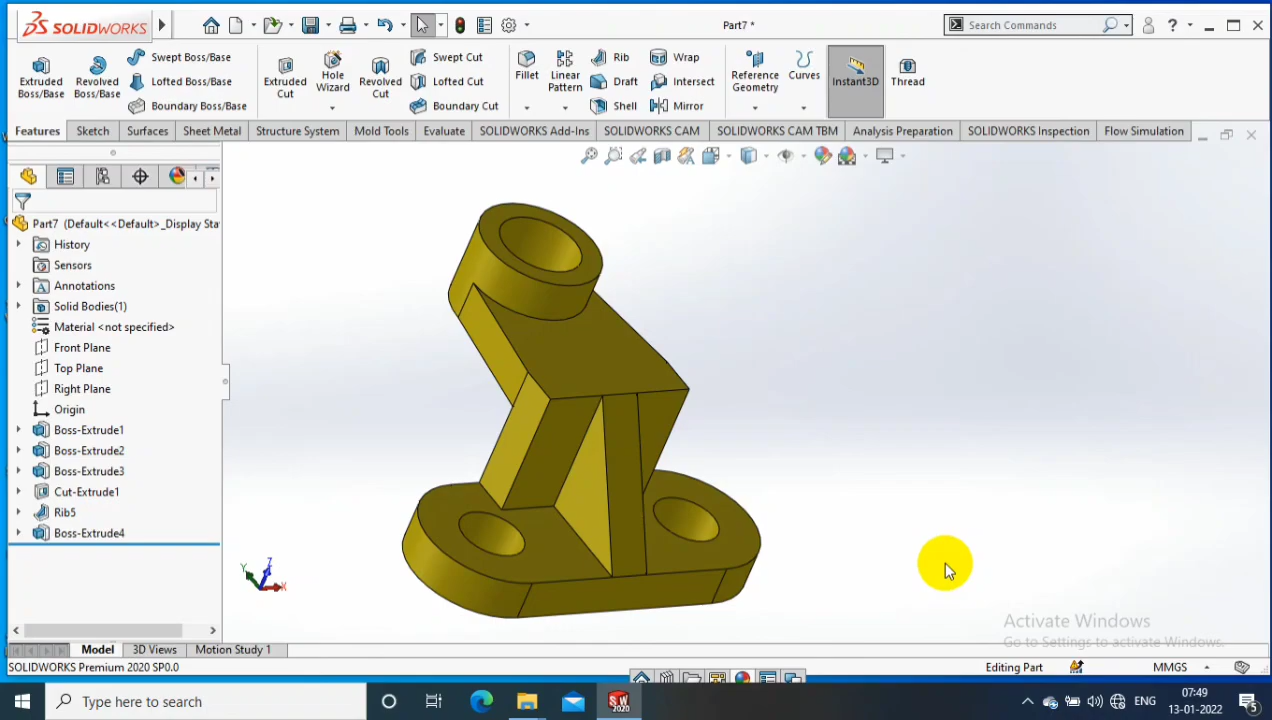 SOLIDWORKS
Part7 *
Search Commands
Extruded Boss/Base
Revolved Boss/Base
Swept Boss/Base
Lofted Boss/Base
Boundary Boss/Base
Extruded Cut
Hole Wizard
Revolved Cut
Swept Cut
Lofted Cut
Boundary Cut
Fillet
Linear Pattern
Rib
Draft
Shell
Wrap
Intersect
Mirror
Reference Geometry
Curves
Instant3D
Thread
Features
Sketch
Surfaces
Sheet Metal
Structure System
Mold Tools
Evaluate
SOLIDWORKS Add-Ins
SOLIDWORKS CAM
SOLIDWORKS CAM TBM
Analysis Preparation
SOLIDWORKS Inspection
Flow Simulation
Part7 (Default<<Default>_Display Sta
History
Sensors
Annotations
Solid Bodies(1)
Material <not specified>
Front Plane
Top Plane
Right Plane
Origin
Boss-Extrude1
Boss-Extrude2
Boss-Extrude3
Cut-Extrude1
Rib5
Boss-Extrude4
Y
Z
X
Activate Windows
Go to Settings to activate Windows.
Model
3D Views
Motion Study 1
SOLIDWORKS Premium 2020 SP0.0
Editing Part
MMGS
Type here to search
SW
2020
ENG
07:49
13-01-2022
5